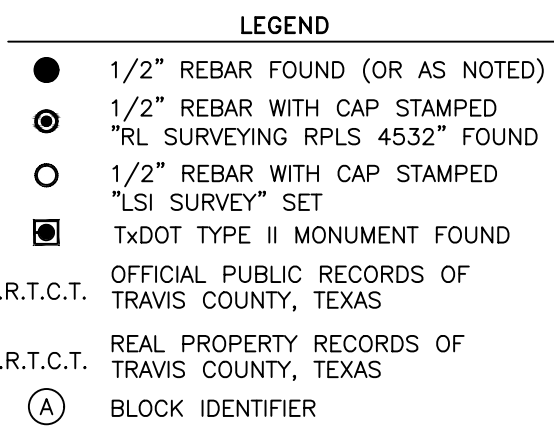 LEGEND
1/2" REBAR FOUND (OR AS NOTED)
1/2" REBAR WITH CAP STAMPED
"RL SURVEYING RPLS 4532" FOUND
1/2" REBAR WITH CAP STAMPED
"LSI SURVEY" SET
TxDOT TYPE II MONUMENT FOUND
.R.T.C.T. OFFICIAL PUBLIC RECORDS OF
TRAVIS COUNTY, TEXAS
.R.T.C.T. REAL PROPERTY RECORDS OF
TRAVIS COUNTY, TEXAS
A BLOCK IDENTIFIER